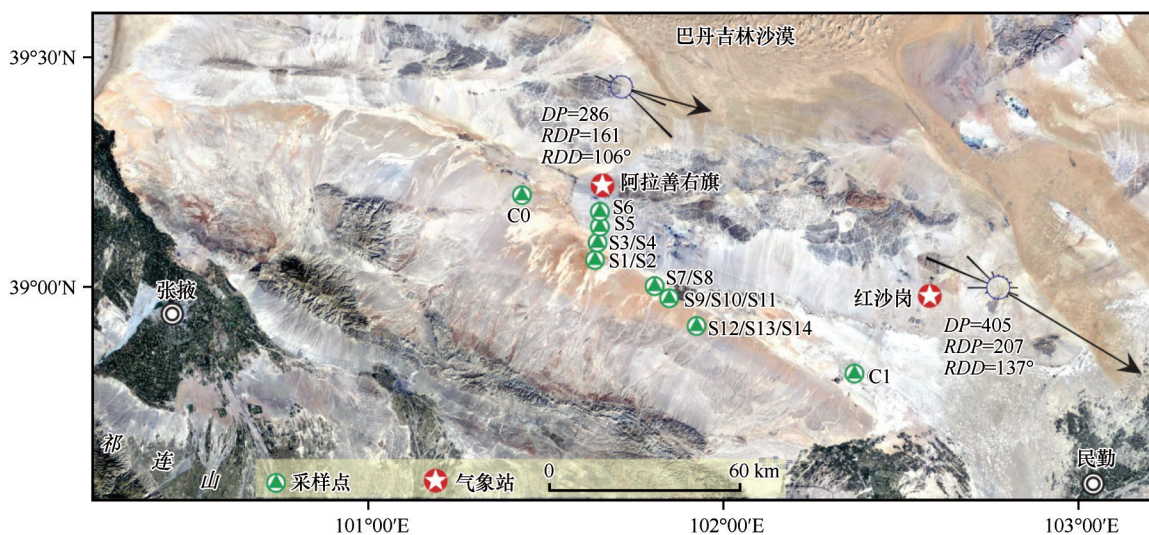 39°30′N
39°00′N
巴丹吉林沙漠
DP=286
RDP=161
RDD=106°
阿拉善右旗
C0
S6
S5
S3/S4
S1/S2
S7/S8
S9/S10/S11
S12/S13/S14
C1
红沙岗
DP=405
RDP=207
RDD=137°
张掖
祁连山
民勤
采样点
气象站
0 60 km
101°00′E
102°00′E
103°00′E